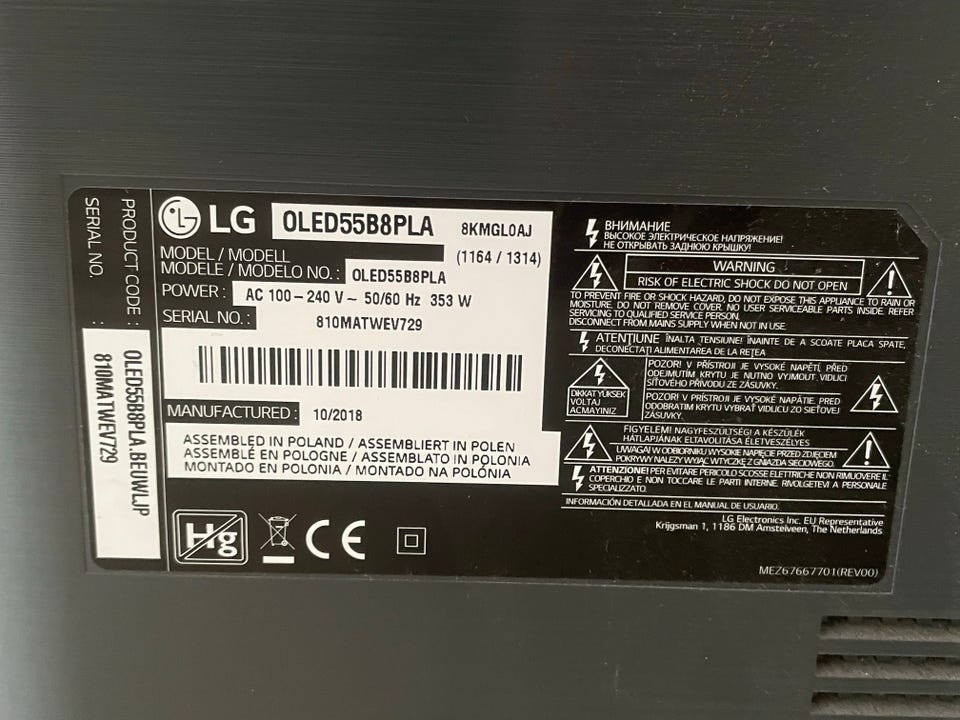 LG OLED55B8PLA 8KMGL0AJ
(1164 / 1314)
MODEL / MODELL
MODELE / MODELO NO. : OLED55B8PLA
POWER : AC 100 – 240 V ~ 50/60 Hz 353 W
SERIAL NO. : 810MATWEV729
MANUFACTURED : 10/2018
ASSEMBLED IN POLAND / ASSEMBLIERT IN POLEN
ASSEMBLÉ EN POLOGNE / ASSEMBLATO IN POLONIA
MONTADO EN POLONIA / MONTADO NA POLÓNIA
Hg
CE
PRODUCT CODE : OLED55B8PLA.BEUWLJP
SERIAL NO. : 810MATWEV729
ВНИМАНИЕ
ВЫСОКОЕ ЭЛЕКТРИЧЕСКОЕ НАПРЯЖЕНИЕ!
НЕ ОТКРЫВАТЬ ЗАДНЮЮ КРЫШКУ!
WARNING
RISK OF ELECTRIC SHOCK DO NOT OPEN
TO PREVENT FIRE OR SHOCK HAZARD, DO NOT EXPOSE THIS APPLIANCE TO RAIN OR
MOISTURE. DO NOT REMOVE COVER. NO USER SERVICEABLE PARTS INSIDE. REFER
SERVICING TO QUALIFIED SERVICE PERSON.
DISCONNECT FROM MAINS SUPPLY WHEN NOT IN USE.
ATENŢIUNE ÎNALTA TENSIUNE! ÎNAINTE DE A SCOATE PLACA SPATE,
DECONECTAŢI ALIMENTAREA DE LA REŢEA
DIKKAT YUKSEK
VOLTAJ
ACMAYINIZ
POZOR! V PŘÍSTROJI JE VYSOKÉ NAPĚTÍ, PŘED
ODEJMUTÍM KRYTU JE NUTNO VYJMOUT VIDLICI
SÍŤOVÉHO PŘÍVODU ZE ZÁSUVKY.
POZOR! V PRÍSTROJI JE VYSOKÉ NAPÄTIE, PRED
ODOBRATIM KRYTU VYBRAŤ VIDLICU ZO SIEŤOVEJ
ZÁSUVKY.
FIGYELEM! NAGYFESZÜLTSÉG! A KÉSZÜLÉK
HÁTLAPJÁNAK ELTÁVOLÍTÁSA ÉLETVESZÉLYES
UWAGA! W ODBIORNIKU WYSOKIE NAPIĘCIE PRZED ZDJĘCIEM
POKRYWY NALEŻY WYJĄĆ WTYCZKĘ Z GNIAZDA SIECIOWEGO.
ATTENZIONE! PER EVITARE PERICOLO SCOSSE ELETTRICHE NON RIMUOVERE IL
COPERCHIO E NON TOCCARE LE PARTI INTERNE. RIVOLGETEVI A PERSONALE
SPECIALIZZATO.
INFORMACIÓN DETALLADA EN EL MANUAL DE USUARIO.
LG Electronics Inc. EU Representative
Krijgsman 1, 1186 DM Amstelveen, The Netherlands
MEZ67667701(REV00)